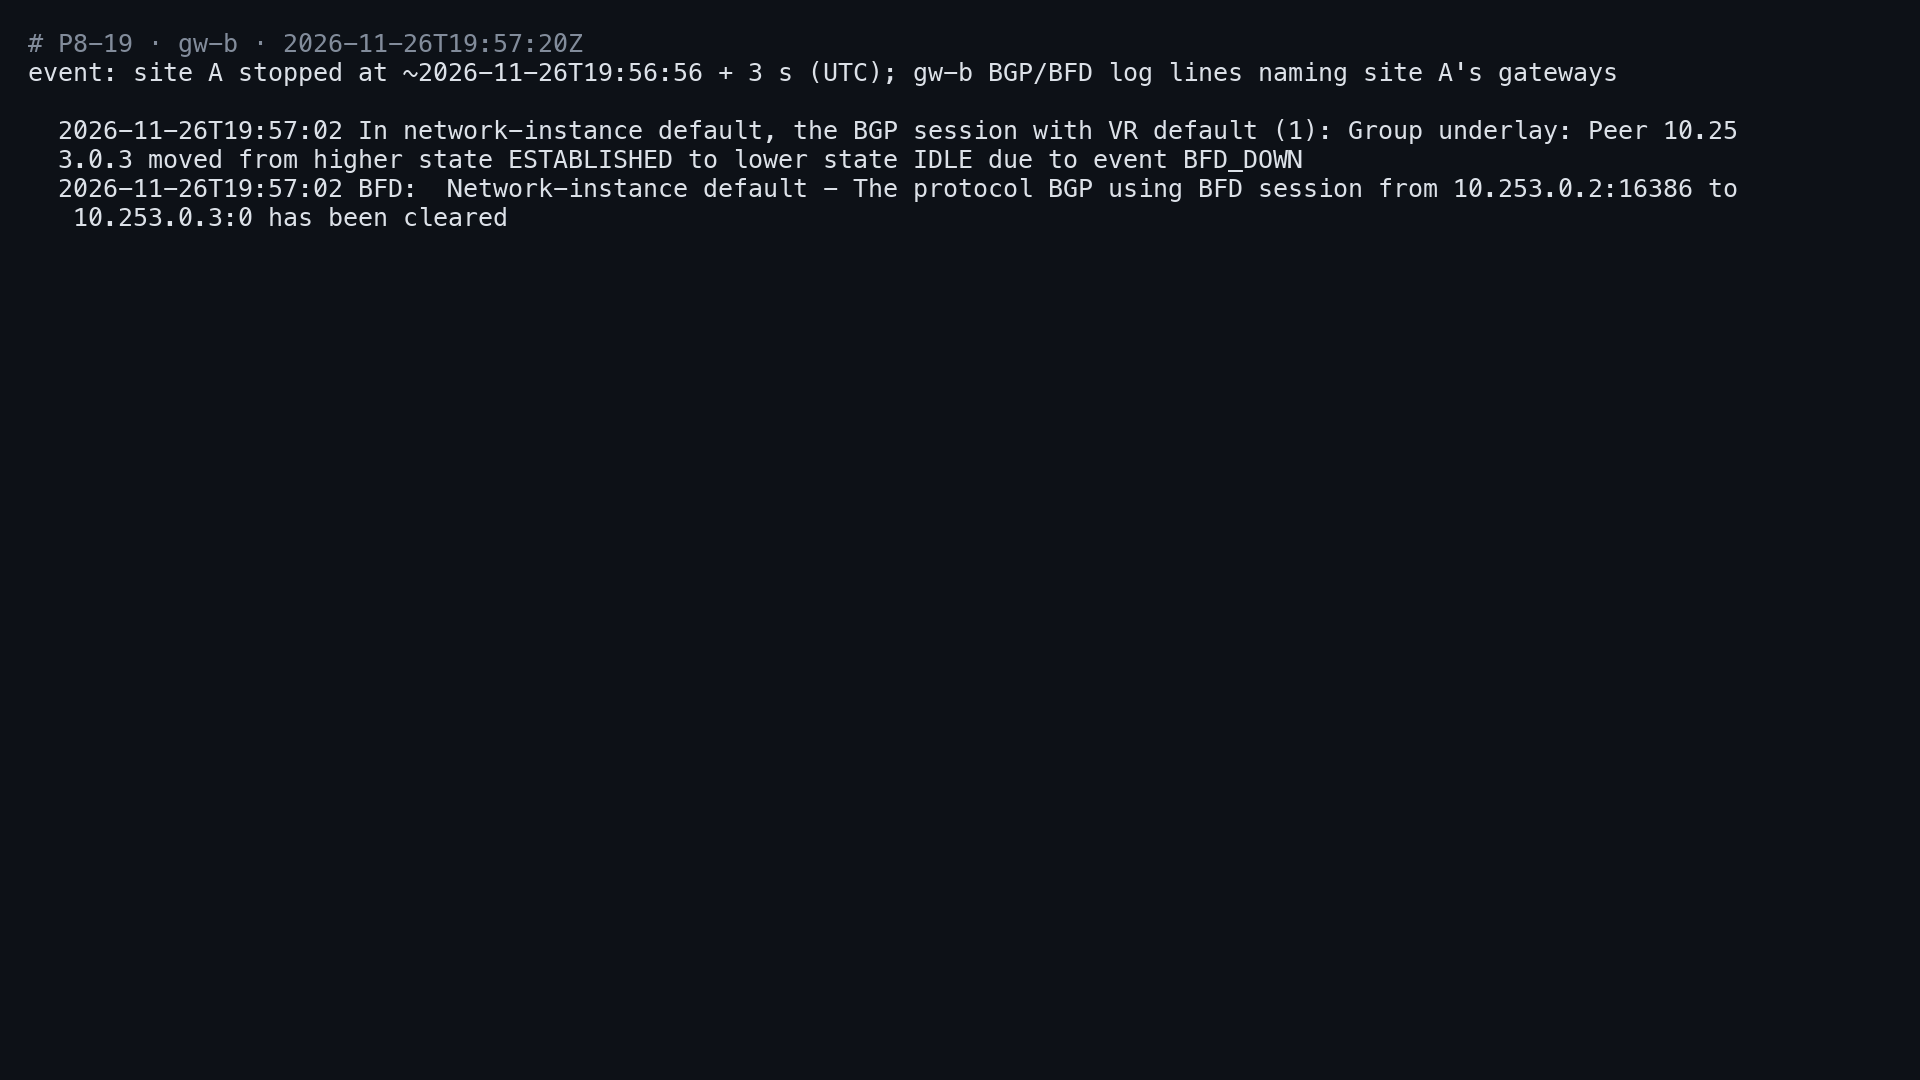 # P8-19 · gw-b · 2026-11-26T19:57:20Z
event: site A stopped at ~2026-11-26T19:56:56 + 3 s (UTC); gw-b BGP/BFD log lines naming site A's gateways
2026-11-26T19:57:02 In network-instance default, the BGP session with VR default (1): Group underlay: Peer 10.25
3.0.3 moved from higher state ESTABLISHED to lower state IDLE due to event BFD_DOWN
2026-11-26T19:57:02 BFD:  Network-instance default - The protocol BGP using BFD session from 10.253.0.2:16386 to
10.253.0.3:0 has been cleared